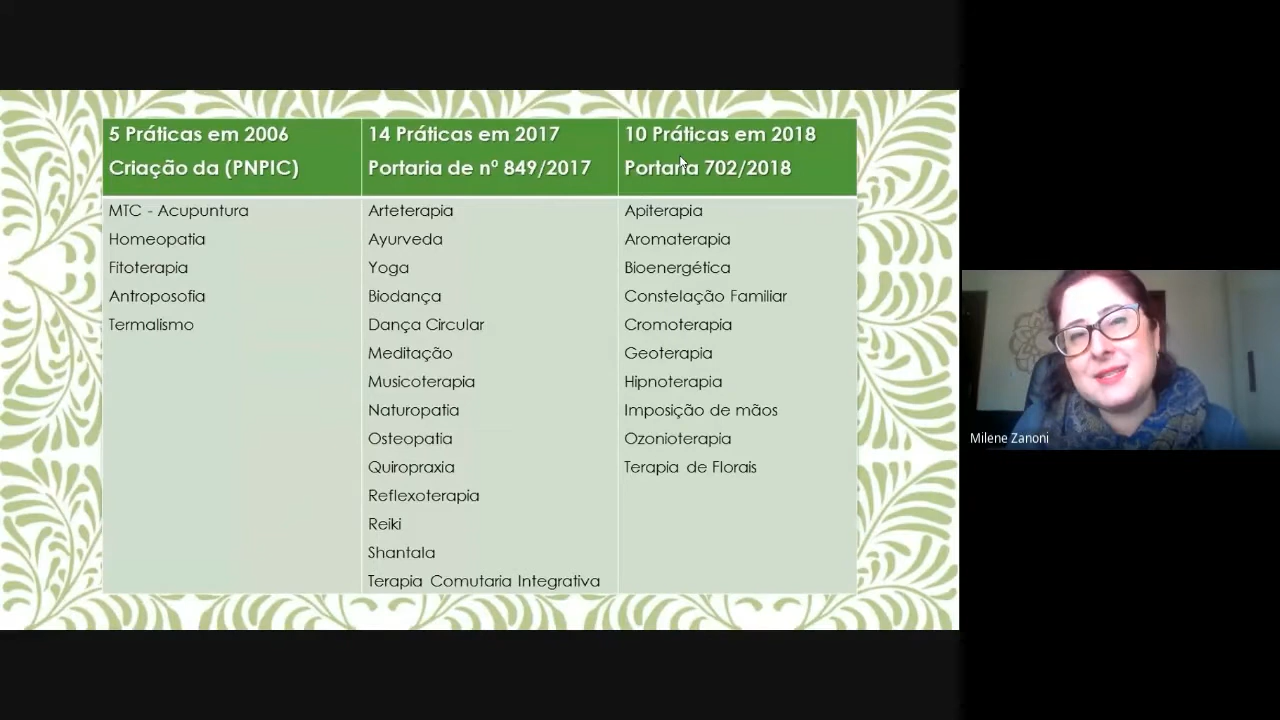 5 Práticas em 2006
Criação da (PNPIC)
14 Práticas em 2017
Portaria de nº 849/2017
10 Práticas em 2018
Portaria 702/2018
MTC - Acupuntura
Homeopatia
Fitoterapia
Antroposofia
Termalismo
Arteterapia
Ayurveda
Yoga
Biodança
Dança Circular
Meditação
Musicoterapia
Naturopatia
Osteopatia
Quiropraxia
Reflexoterapia
Reiki
Shantala
Terapia Comutaria Integrativa
Apiterapia
Aromaterapia
Bioenergética
Constelação Familiar
Cromoterapia
Geoterapia
Hipnoterapia
Imposição de mãos
Ozonioterapia
Terapia de Florais
Milene Zanoni